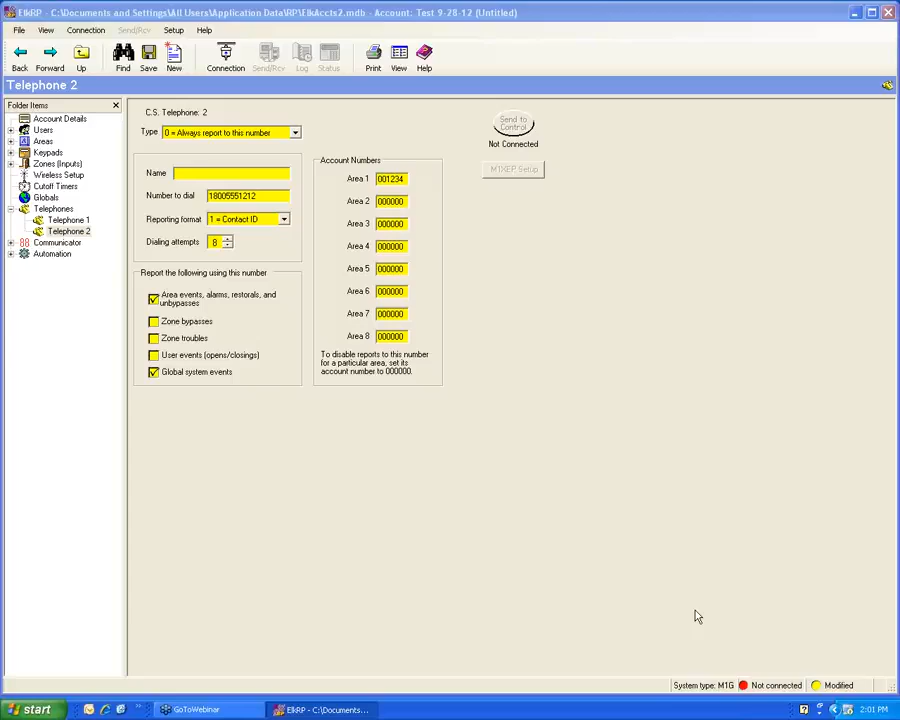 ElkRP - C:\Documents and Settings\All Users\Application Data\RP\ElkAccts2.mdb - Account: Test 9-28-12 (Untitled)
File View Connection Send/Rcv Setup Help
Back Forward Up Find Save New Connection Send/Rcv Log Status Print View Help
Telephone 2
Folder Items
Account Details
Users
Areas
Keypads
Zones (Inputs)
Wireless Setup
Cutoff Timers
Globals
Telephones
Telephone 1
Telephone 2
88 Communicator
Automation
C.S. Telephone: 2
Type 0 = Always report to this number
Name
Number to dial 18005551212
Reporting format 1 = Contact ID
Dialing attempts 8
Report the following using this number
Area events, alarms, restorals, and
unbypasses
Zone bypasses
Zone troubles
User events (opens/closings)
Global system events
Account Numbers
Area 1 001234
Area 2 000000
Area 3 000000
Area 4 000000
Area 5 000000
Area 6 000000
Area 7 000000
Area 8 000000
To disable reports to this number
for a particular area, set its
account number to 000000.
Send to
Control
Not Connected
M1XEP Setup
System type: M1G Not connected Modified
start GoToWebinar ElkRP - C:\Documents... 2:01 PM